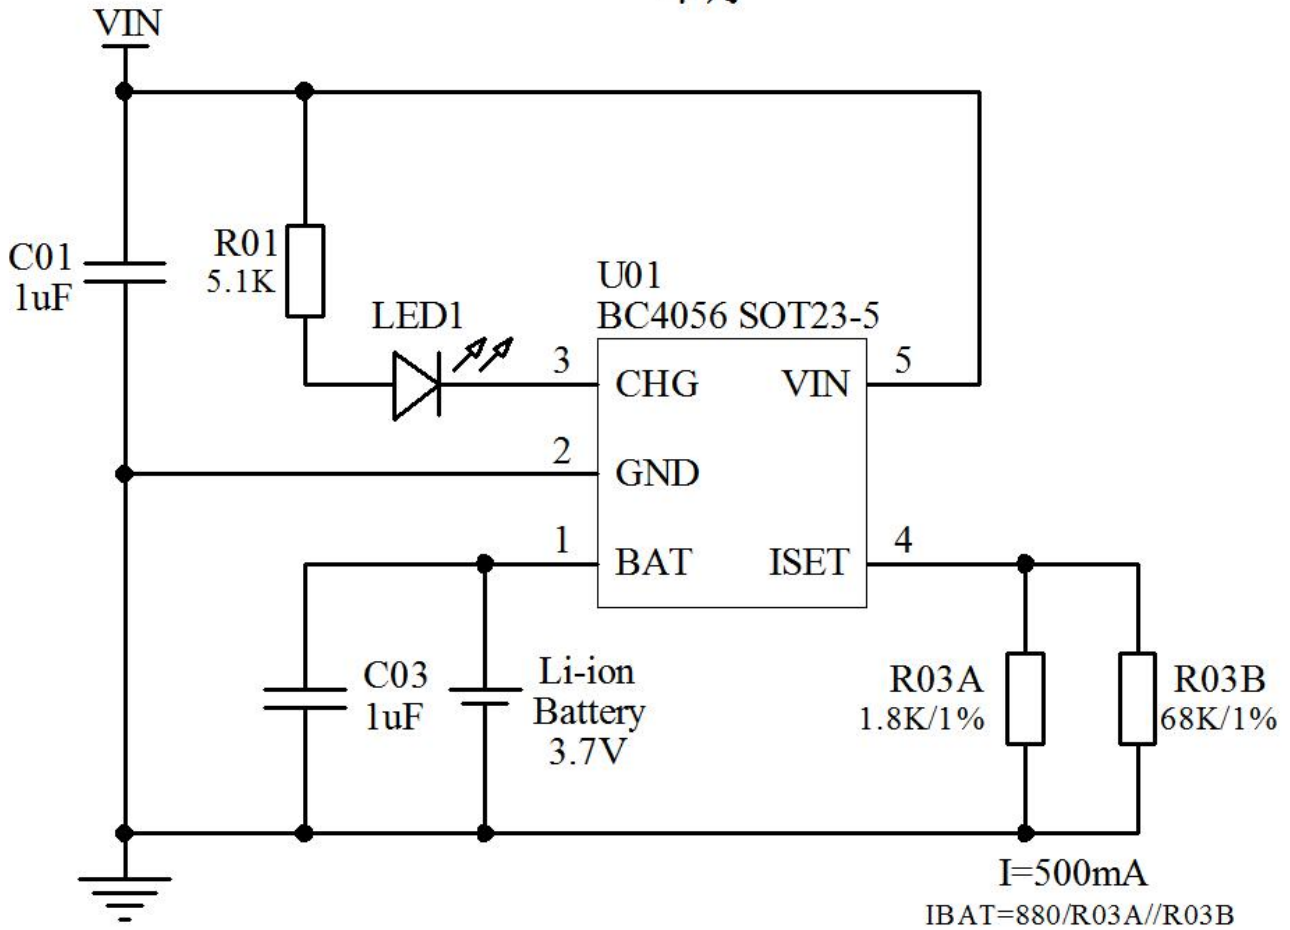 VIN
C01
1uF
R01
5.1K
LED1
U01
BC4056 SOT23-5
3
CHG
VIN
5
2
GND
1
BAT
ISET
4
C03
1uF
Li-ion
Battery
3.7V
R03A
1.8K/1%
R03B
68K/1%
I=500mA
IBAT=880/R03A//R03B